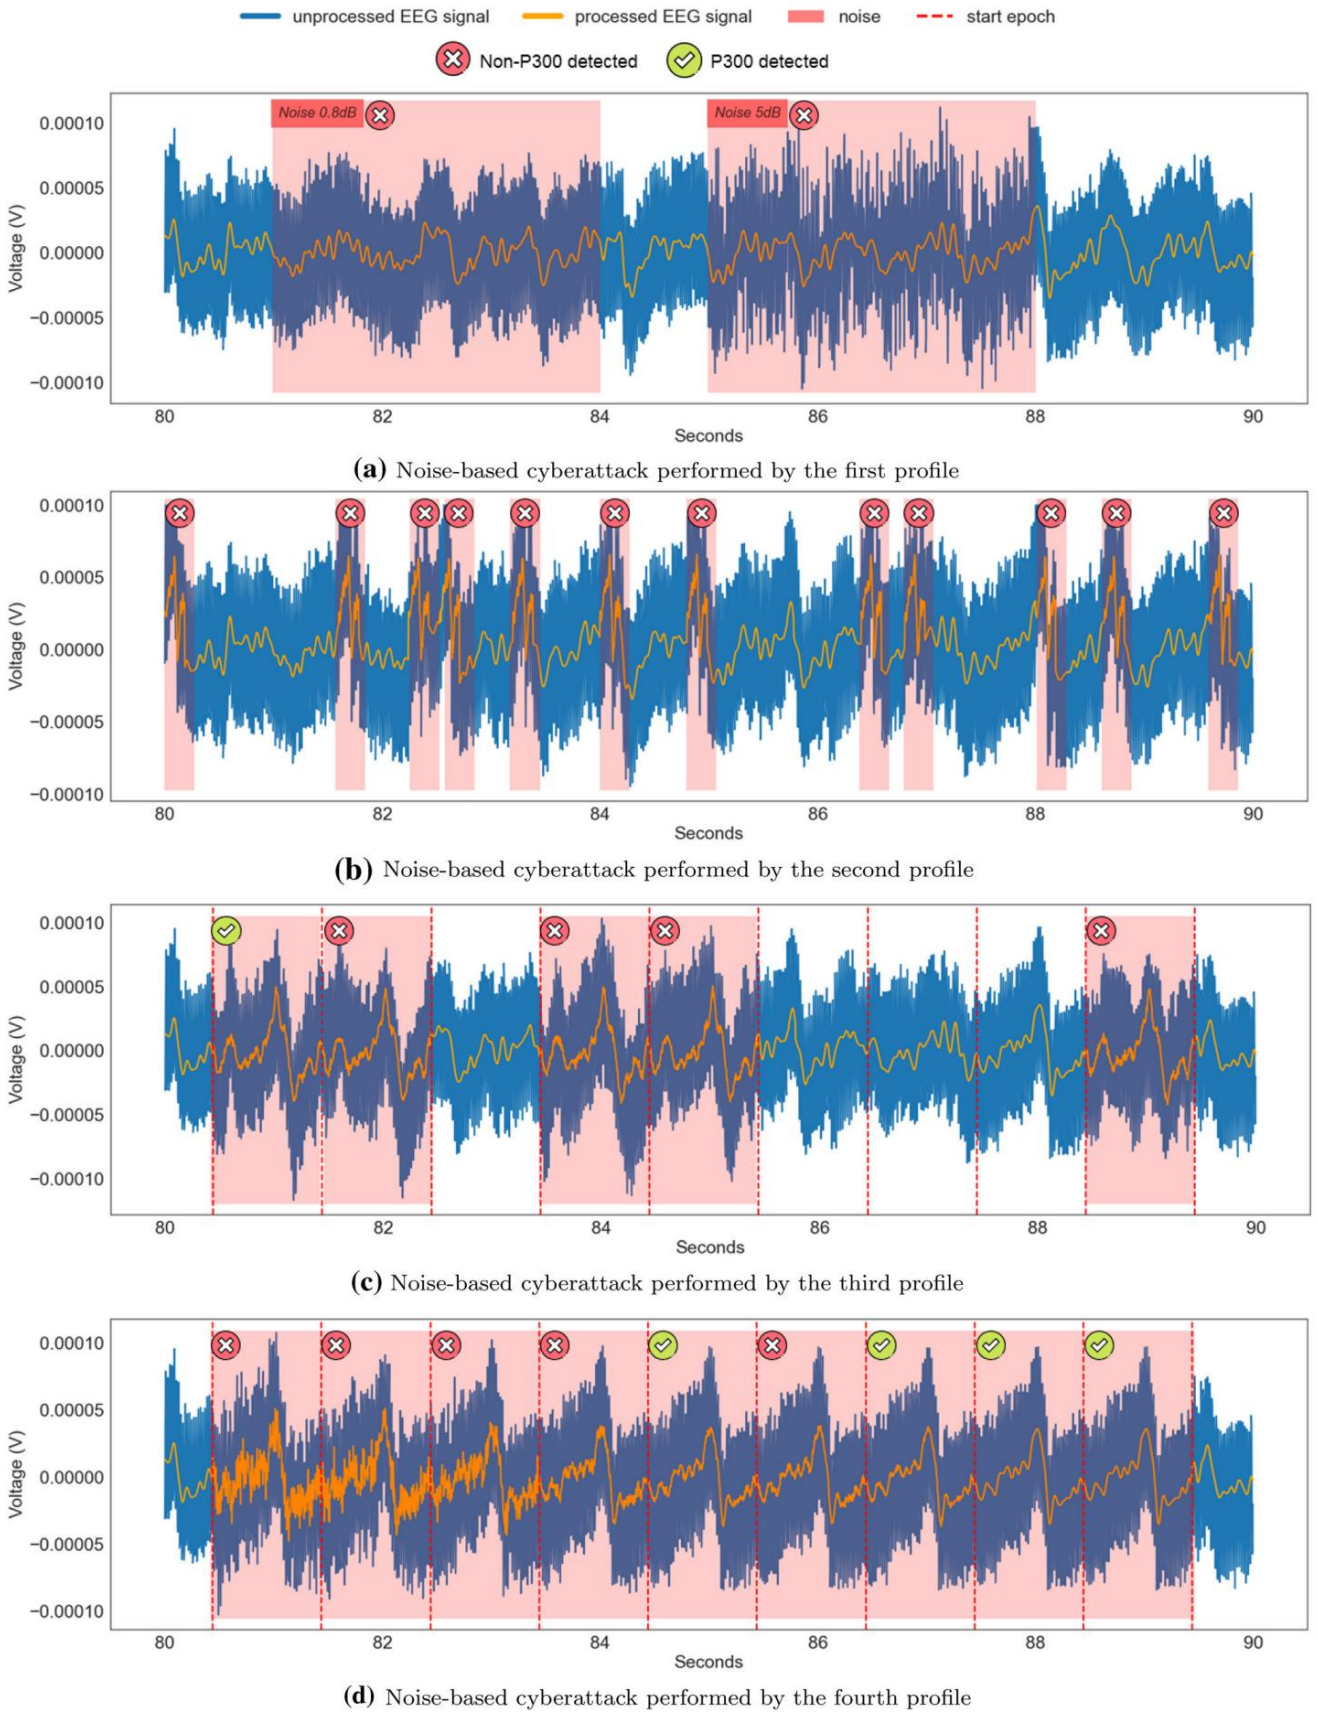 unprocessed EEG signal processed EEG signal noise start epoch
Non-P300 detected P300 detected
Noise 0.8dB Noise 5dB
0.00010
0.00005
0.00000
−0.00005
−0.00010
Voltage (V)
80 82 84 86 88 90
Seconds
(a) Noise-based cyberattack performed by the first profile
0.00010
0.00005
0.00000
−0.00005
−0.00010
Voltage (V)
80 82 84 86 88 90
Seconds
(b) Noise-based cyberattack performed by the second profile
0.00010
0.00005
0.00000
−0.00005
−0.00010
Voltage (V)
80 82 84 86 88 90
Seconds
(c) Noise-based cyberattack performed by the third profile
0.00010
0.00005
0.00000
−0.00005
−0.00010
Voltage (V)
80 82 84 86 88 90
Seconds
(d) Noise-based cyberattack performed by the fourth profile